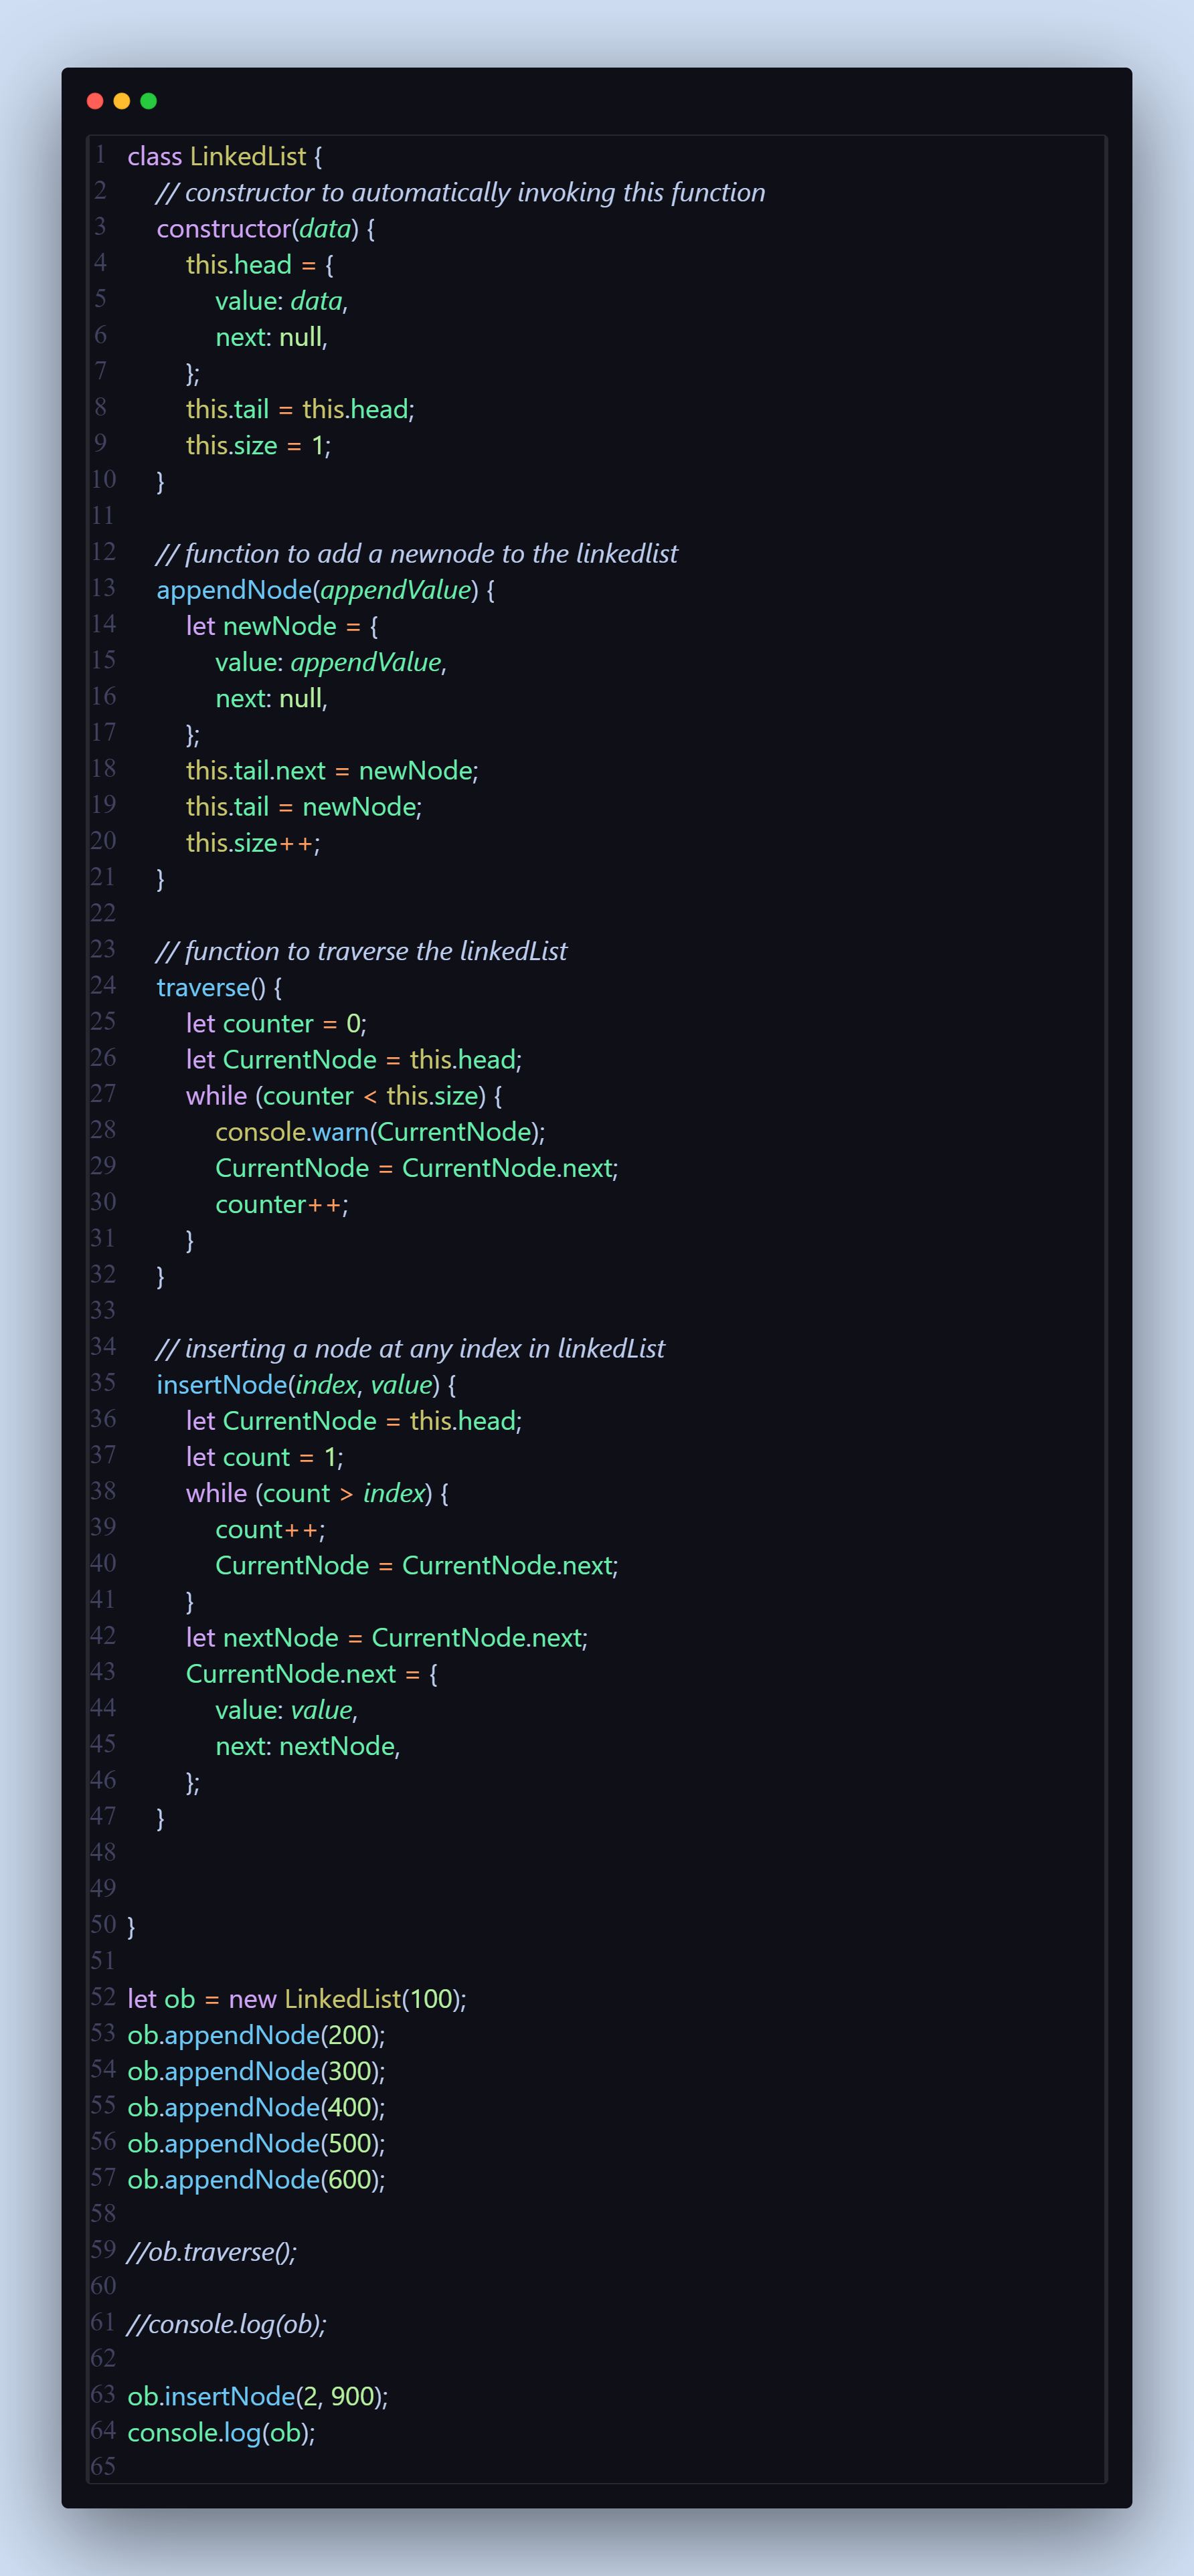 1 class LinkedList {
2     // constructor to automatically invoking this function
3     constructor(data) {
4         this.head = {
5             value: data,
6             next: null,
7         };
8         this.tail = this.head;
9         this.size = 1;
10     }
11
12     // function to add a newnode to the linkedlist
13     appendNode(appendValue) {
14         let newNode = {
15             value: appendValue,
16             next: null,
17         };
18         this.tail.next = newNode;
19         this.tail = newNode;
20         this.size++;
21     }
22
23     // function to traverse the linkedList
24     traverse() {
25         let counter = 0;
26         let CurrentNode = this.head;
27         while (counter < this.size) {
28             console.warn(CurrentNode);
29             CurrentNode = CurrentNode.next;
30             counter++;
31         }
32     }
33
34     // inserting a node at any index in linkedList
35     insertNode(index, value) {
36         let CurrentNode = this.head;
37         let count = 1;
38         while (count > index) {
39             count++;
40             CurrentNode = CurrentNode.next;
41         }
42         let nextNode = CurrentNode.next;
43         CurrentNode.next = {
44             value: value,
45             next: nextNode,
46         };
47     }
48
49
50 }
51
52 let ob = new LinkedList(100);
53 ob.appendNode(200);
54 ob.appendNode(300);
55 ob.appendNode(400);
56 ob.appendNode(500);
57 ob.appendNode(600);
58
59 //ob.traverse();
60
61 //console.log(ob);
62
63 ob.insertNode(2, 900);
64 console.log(ob);
65